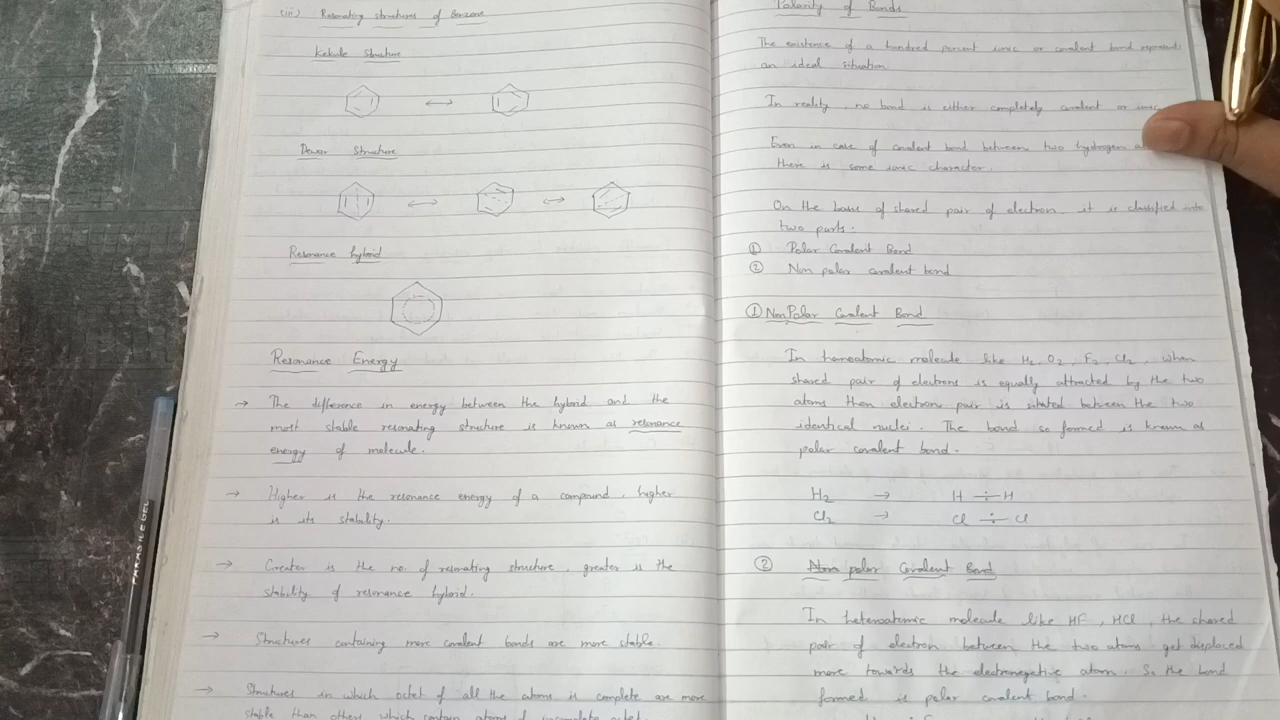 (iii) Resonating structures of Benzene
Kekule Structure
Dewar Structure
Resonance hybrid
Resonance Energy
→ The difference in energy between the hybrid and the
most stable resonating structure is known as resonance
energy of molecule.
→ Higher is the resonance energy of a compound, higher
is its stability.
→ Greater is the no. of resonating structure, greater is the
stability of resonance hybrid.
→ Structures containing more covalent bonds are more stable.
→ Structures in which octet of all the atoms is complete are more
stable than others which contain atoms of incomplete octet.
Polarity of Bonds
The existence of a hundred percent ionic or covalent bond represents
an ideal situation
In reality, no bond is either completely covalent or ionic
Even in case of covalent bond between two hydrogen
there is some ionic character.
On the basis of shared pair of electron, it is classified into
two parts.
① Polar Covalent Bond
② Non polar covalent bond
① Non Polar Covalent Bond
In homoatomic molecule like H2, O2, F2, Cl2, when
shared pair of electrons is equally attracted by the two
atoms then electron pair is situated between the two
identical nuclei. The bond so formed is known as
polar covalent bond.
H2 → H ÷ H
Cl2 → Cl ÷ Cl
② Non polar Covalent Bond
In heteroatomic molecule like HF, HCl, the shared
pair of electron between the two atoms get displaced
more towards the electronegative atom. So the bond
formed is polar covalent bond.
PARAS ILE GEL